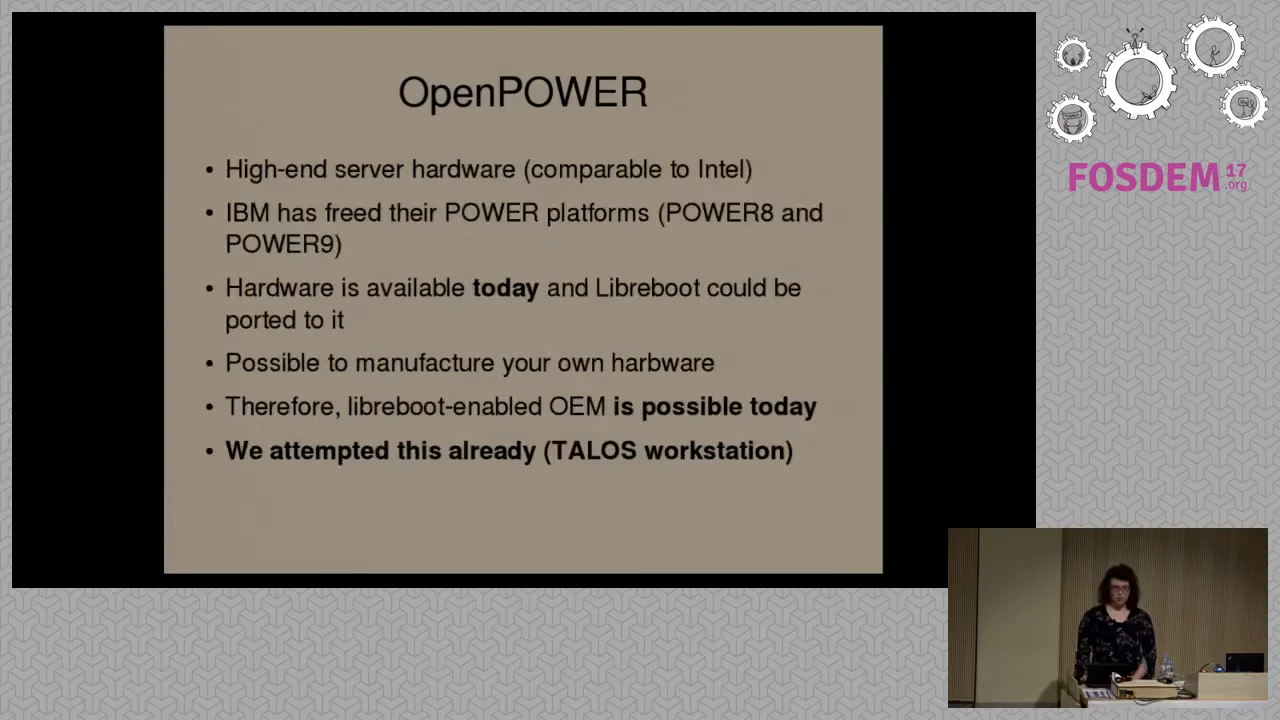 OpenPOWER
• High-end server hardware (comparable to Intel)
• IBM has freed their POWER platforms (POWER8 and
POWER9)
• Hardware is available today and Libreboot could be
ported to it
• Possible to manufacture your own harbware
• Therefore, libreboot-enabled OEM is possible today
• We attempted this already (TALOS workstation)
FOSDEM 17
.org